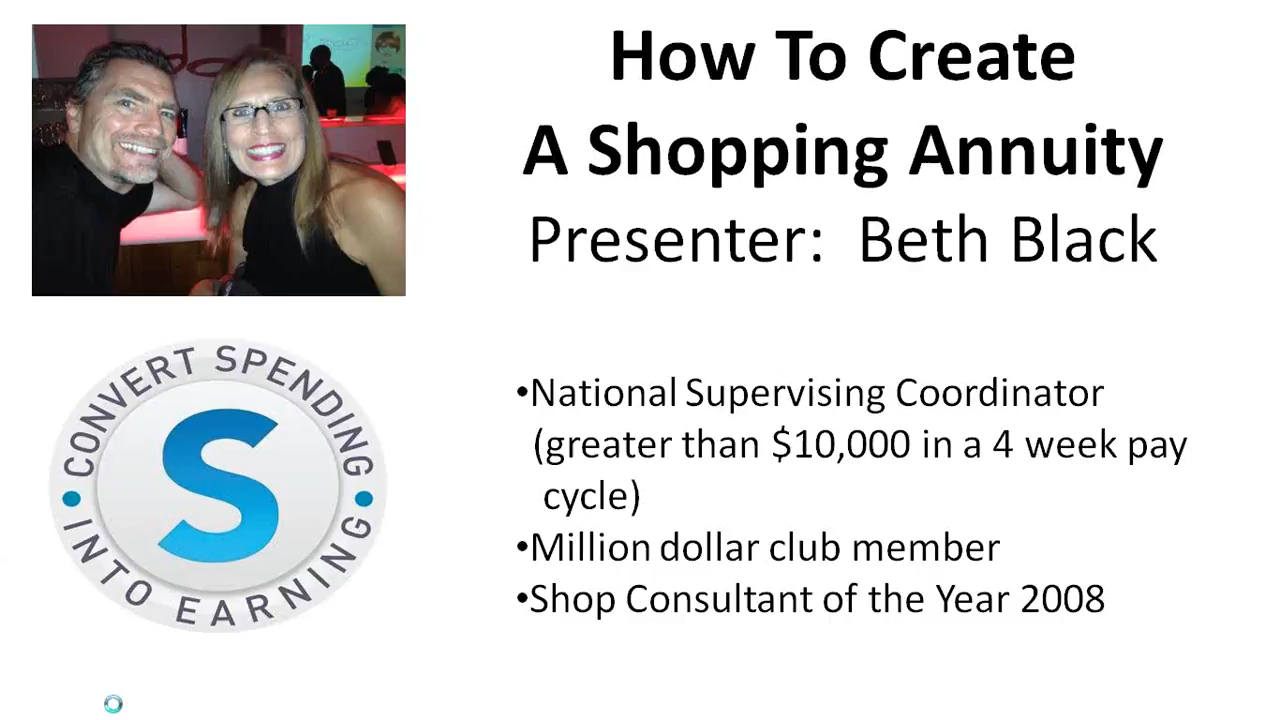 How To Create
A Shopping Annuity
Presenter: Beth Black
CONVERT SPENDING
S
INTO EARNING
•National Supervising Coordinator
(greater than $10,000 in a 4 week pay
cycle)
•Million dollar club member
•Shop Consultant of the Year 2008